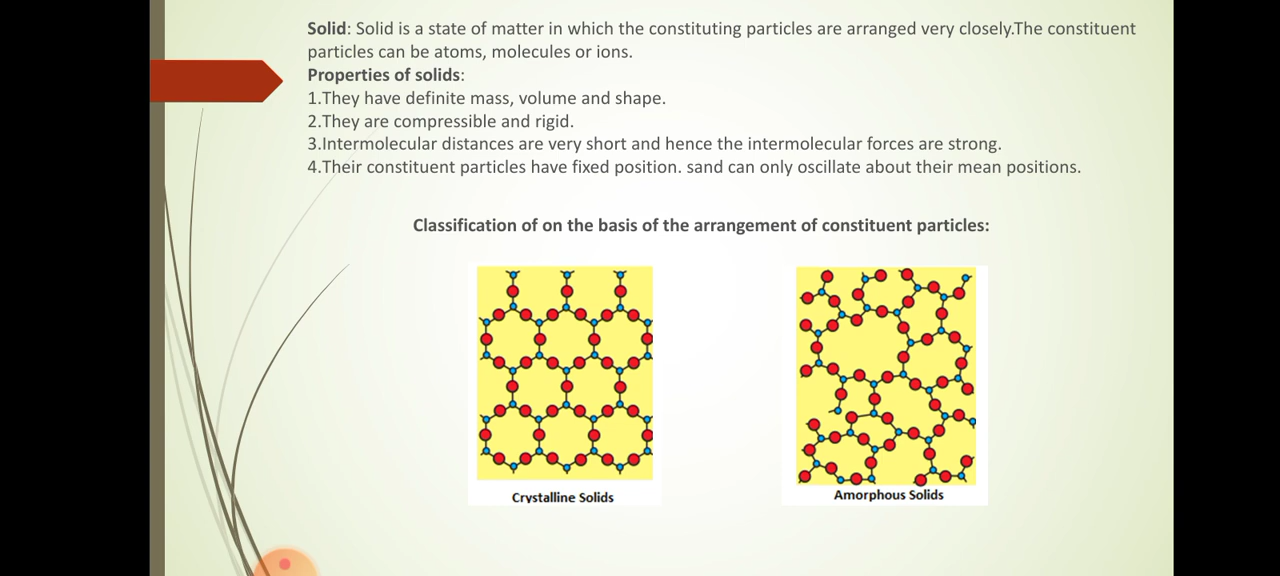 Solid: Solid is a state of matter in which the constituting particles are arranged very closely.The constituent
particles can be atoms, molecules or ions.
Properties of solids:
1.They have definite mass, volume and shape.
2.They are compressible and rigid.
3.Intermolecular distances are very short and hence the intermolecular forces are strong.
4.Their constituent particles have fixed position. sand can only oscillate about their mean positions.
Classification of on the basis of the arrangement of constituent particles:
Crystalline Solids
Amorphous Solids